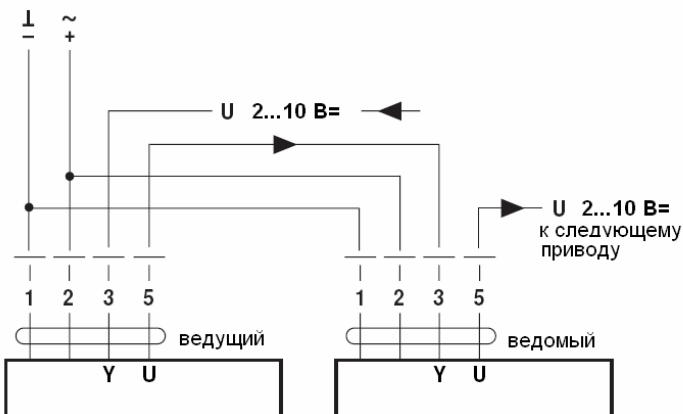 ⊥ ~
– +
U 2...10 В=
U 2...10 В=
к следующему
приводу
1 2 3 5
1 2 3 5
ведущий
ведомый
Y U
Y U